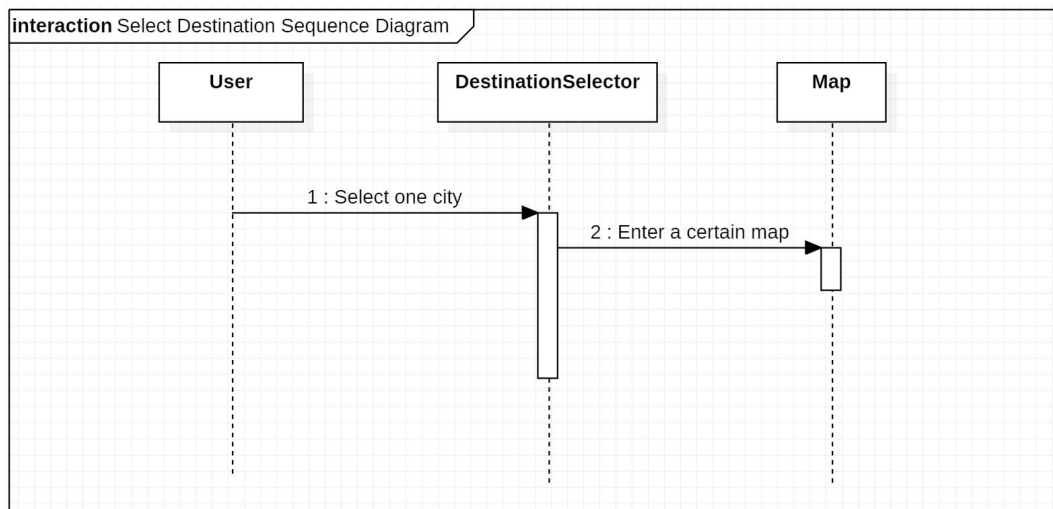 interaction Select Destination Sequence Diagram
User
DestinationSelector
Map
1 : Select one city
2 : Enter a certain map